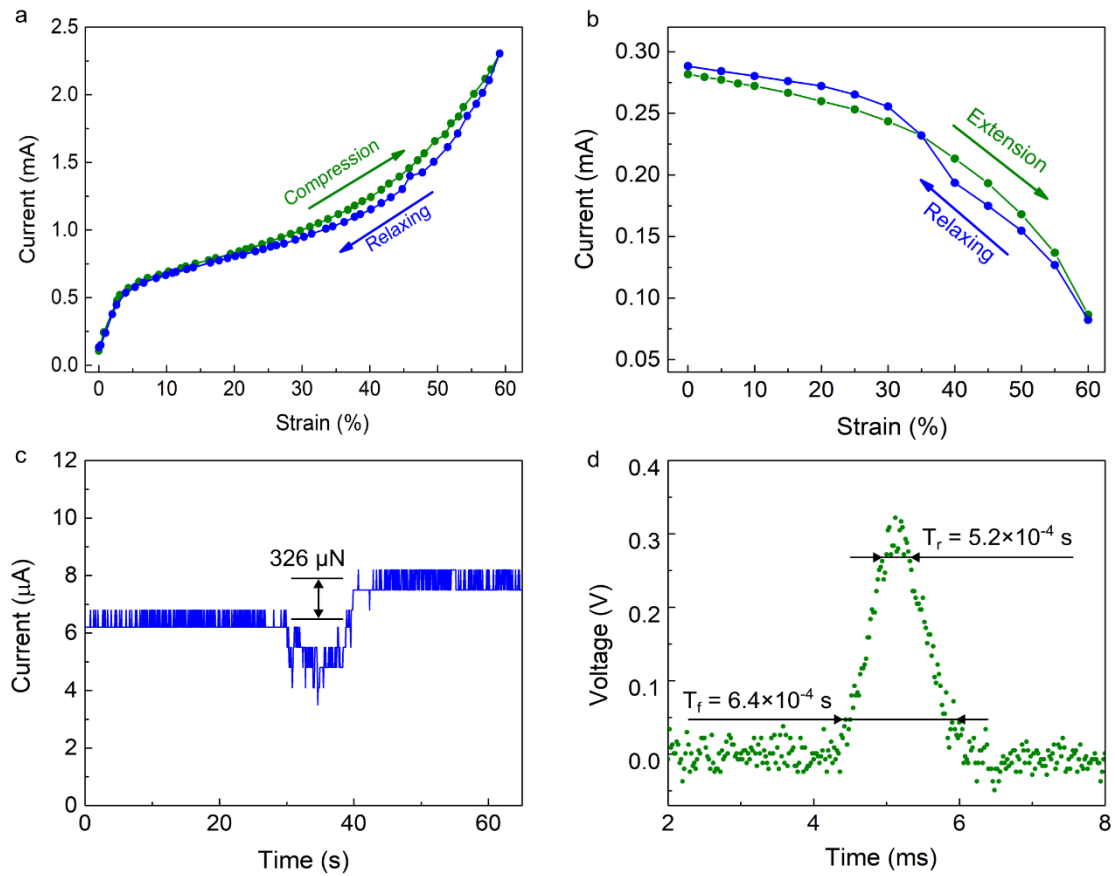 a
2.5
2.0
1.5
1.0
0.5
0.0
Current (mA)
Compression
Relaxing
0 10 20 30 40 50 60
Strain (%)
b
0.30
0.25
0.20
0.15
0.10
0.05
Current (mA)
Extension
Relaxing
0 10 20 30 40 50 60
Strain (%)
c
12
10
8
6
4
2
0
Current (μA)
326 μN
0 20 40 60
Time (s)
d
0.4
0.3
0.2
0.1
0.0
Voltage (V)
Tr = 5.2×10⁻⁴ s
Tf = 6.4×10⁻⁴ s
2 4 6 8
Time (ms)